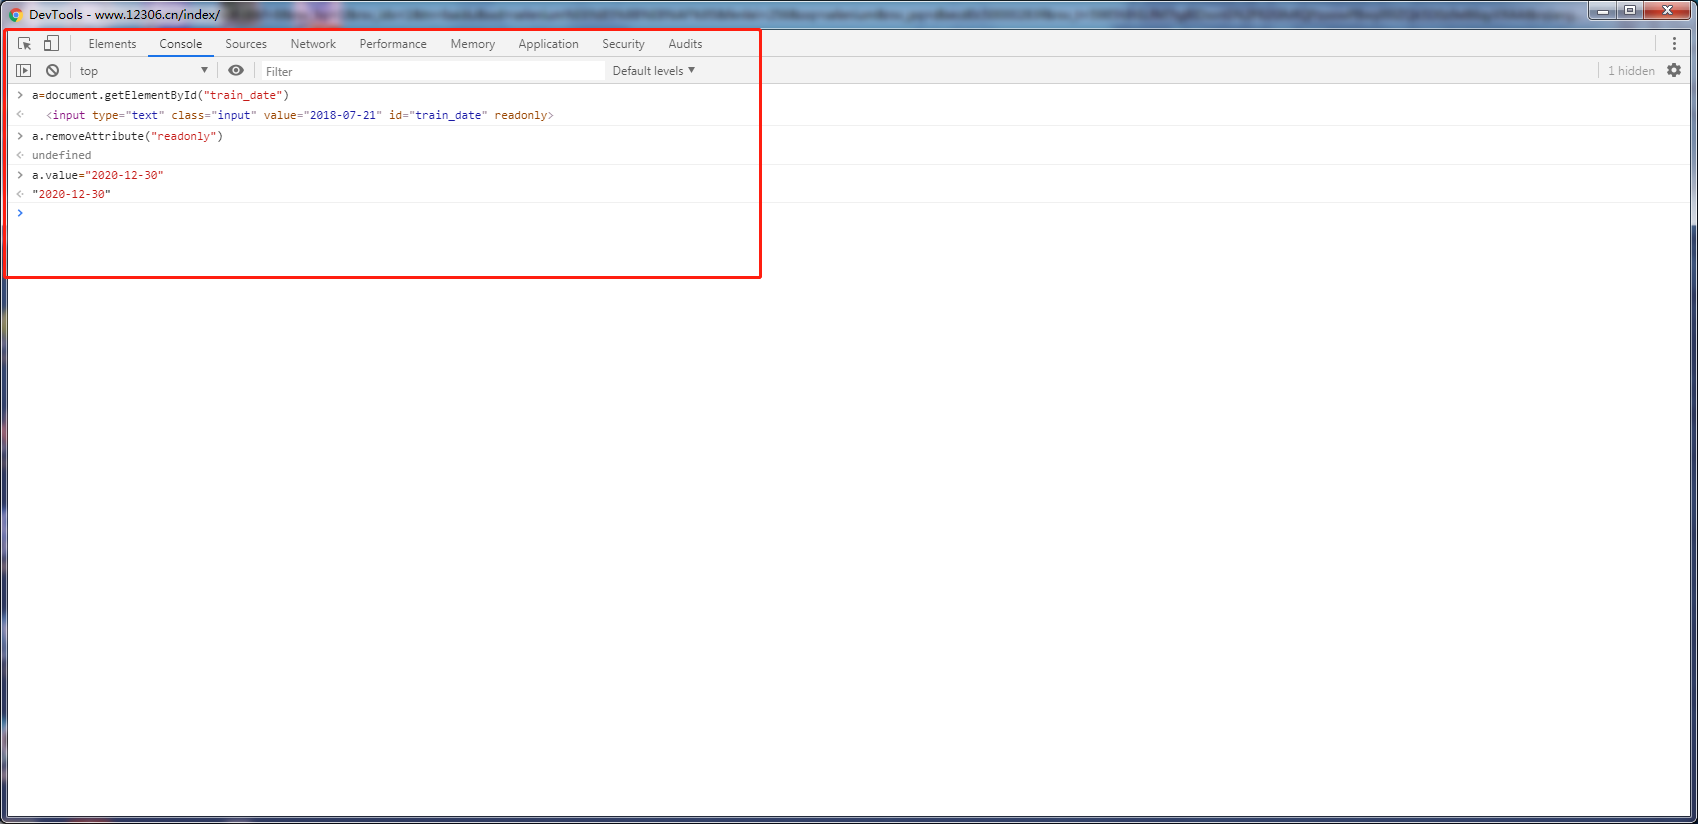 DevTools - www.12306.cn/index/
Elements Console Sources Network Performance Memory Application Security Audits
top Filter Default levels 1 hidden
a=document.getElementById("train_date")
<input type="text" class="input" value="2018-07-21" id="train_date" readonly>
a.removeAttribute("readonly")
undefined
a.value="2020-12-30"
"2020-12-30"